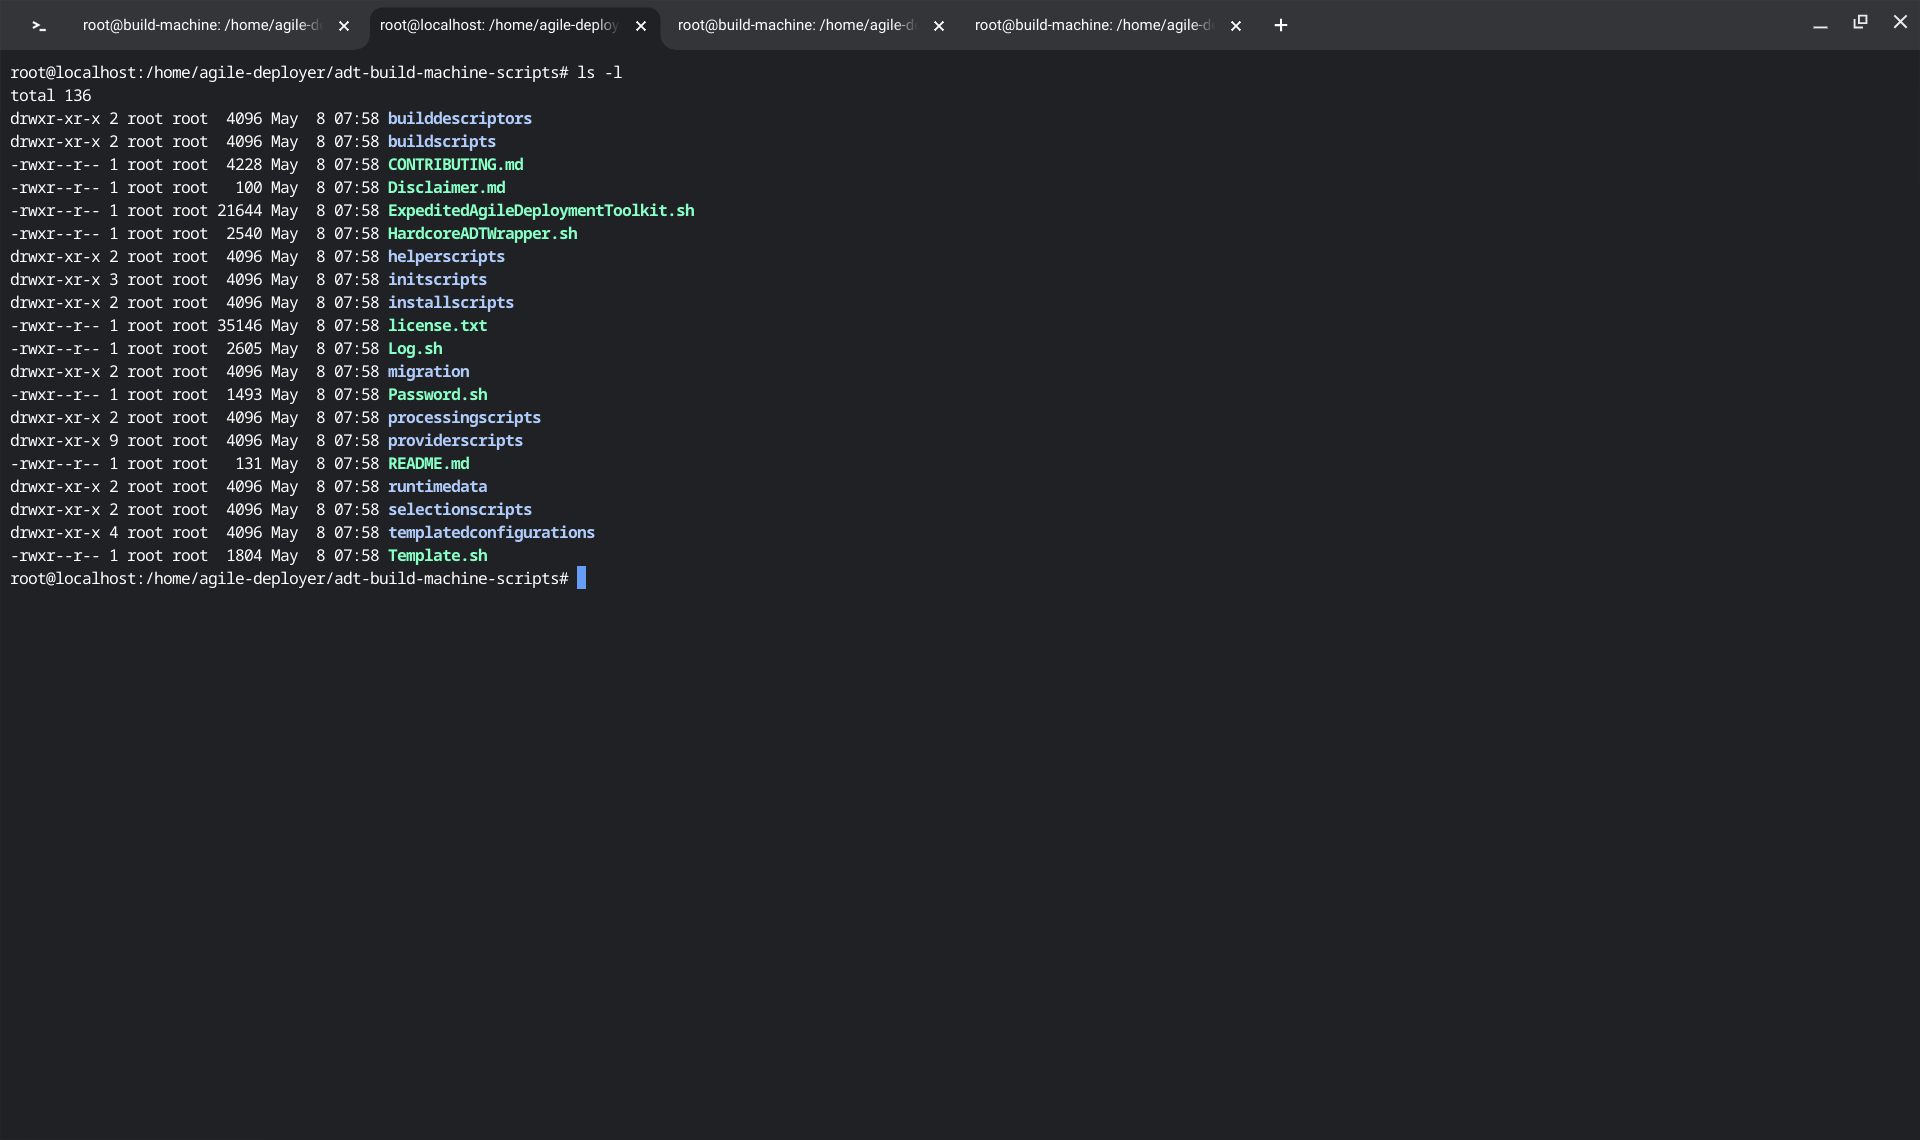 root@build-machine: /home/agile-d
root@localhost: /home/agile-deploy
root@build-machine: /home/agile-d
root@build-machine: /home/agile-d
root@localhost:/home/agile-deployer/adt-build-machine-scripts# ls -l
total 136
drwxr-xr-x 2 root root  4096 May  8 07:58 builddescriptors
drwxr-xr-x 2 root root  4096 May  8 07:58 buildscripts
-rwxr--r-- 1 root root  4228 May  8 07:58 CONTRIBUTING.md
-rwxr--r-- 1 root root   100 May  8 07:58 Disclaimer.md
-rwxr--r-- 1 root root 21644 May  8 07:58 ExpeditedAgileDeploymentToolkit.sh
-rwxr--r-- 1 root root  2540 May  8 07:58 HardcoreADTWrapper.sh
drwxr-xr-x 2 root root  4096 May  8 07:58 helperscripts
drwxr-xr-x 3 root root  4096 May  8 07:58 initscripts
drwxr-xr-x 2 root root  4096 May  8 07:58 installscripts
-rwxr--r-- 1 root root 35146 May  8 07:58 license.txt
-rwxr--r-- 1 root root  2605 May  8 07:58 Log.sh
drwxr-xr-x 2 root root  4096 May  8 07:58 migration
-rwxr--r-- 1 root root  1493 May  8 07:58 Password.sh
drwxr-xr-x 2 root root  4096 May  8 07:58 processingscripts
drwxr-xr-x 9 root root  4096 May  8 07:58 providerscripts
-rwxr--r-- 1 root root   131 May  8 07:58 README.md
drwxr-xr-x 2 root root  4096 May  8 07:58 runtimedata
drwxr-xr-x 2 root root  4096 May  8 07:58 selectionscripts
drwxr-xr-x 4 root root  4096 May  8 07:58 templatedconfigurations
-rwxr--r-- 1 root root  1804 May  8 07:58 Template.sh
root@localhost:/home/agile-deployer/adt-build-machine-scripts#